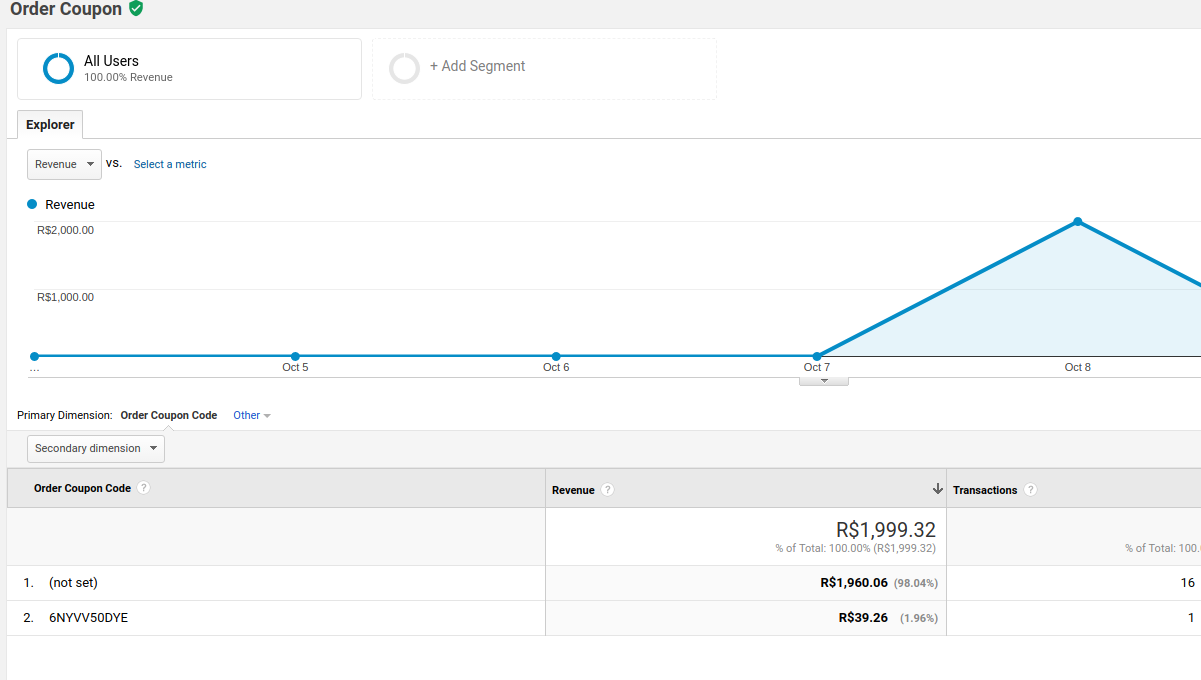 Order Coupon
All Users
100.00% Revenue
+ Add Segment
Explorer
Revenue vs. Select a metric
Revenue
R$2,000.00
R$1,000.00
... Oct 5 Oct 6 Oct 7 Oct 8
Primary Dimension: Order Coupon Code Other
Secondary dimension
Order Coupon Code ? Revenue ? Transactions ?
R$1,999.32
% of Total: 100.00% (R$1,999.32) % of Total: 100.
1. (not set) R$1,960.06 (98.04%) 16
2. 6NYVV50DYE R$39.26 (1.96%) 1